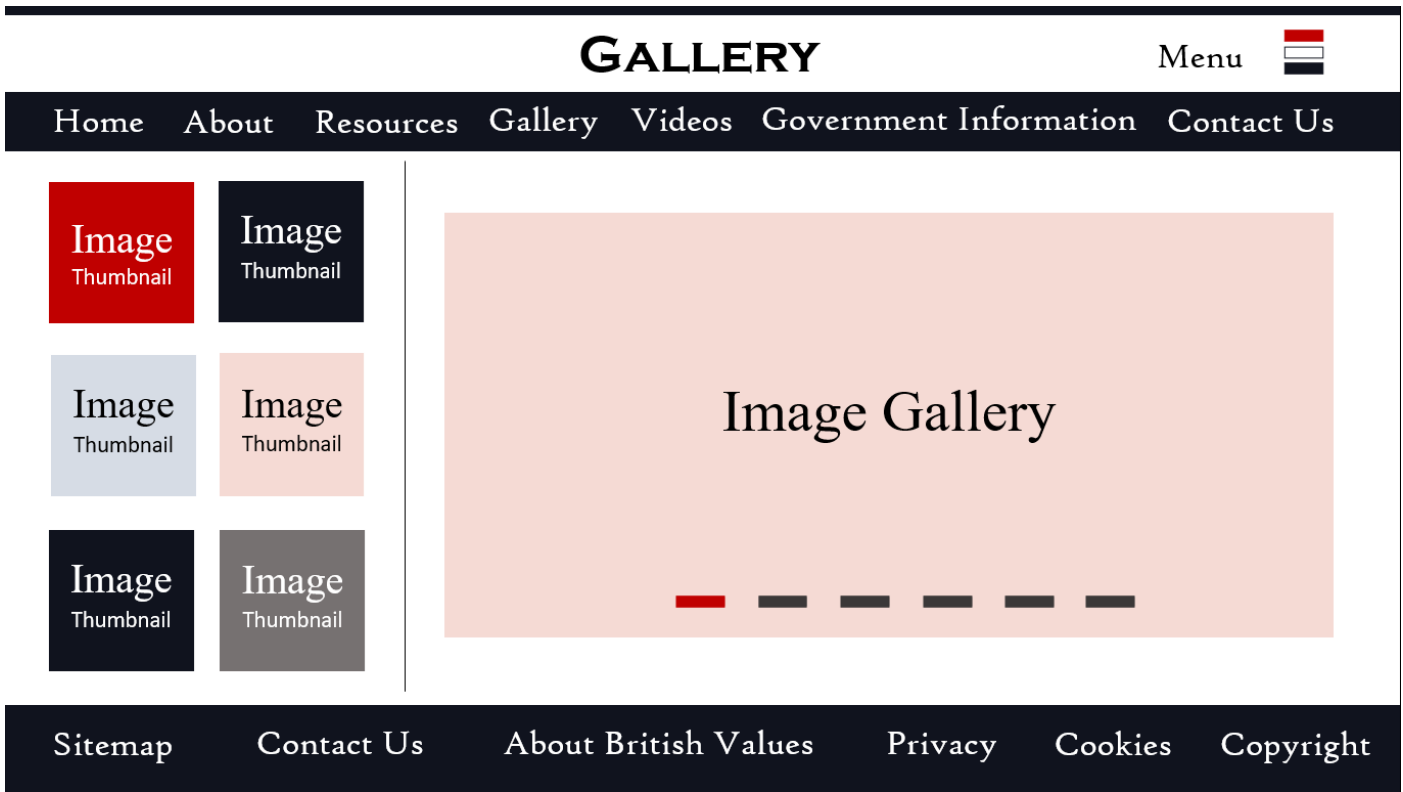 GALLERY
Menu
Home About Resources Gallery Videos Government Information Contact Us
Image
Thumbnail
Image
Thumbnail
Image
Thumbnail
Image
Thumbnail
Image
Thumbnail
Image
Thumbnail
Image Gallery
Sitemap Contact Us About British Values Privacy Cookies Copyright